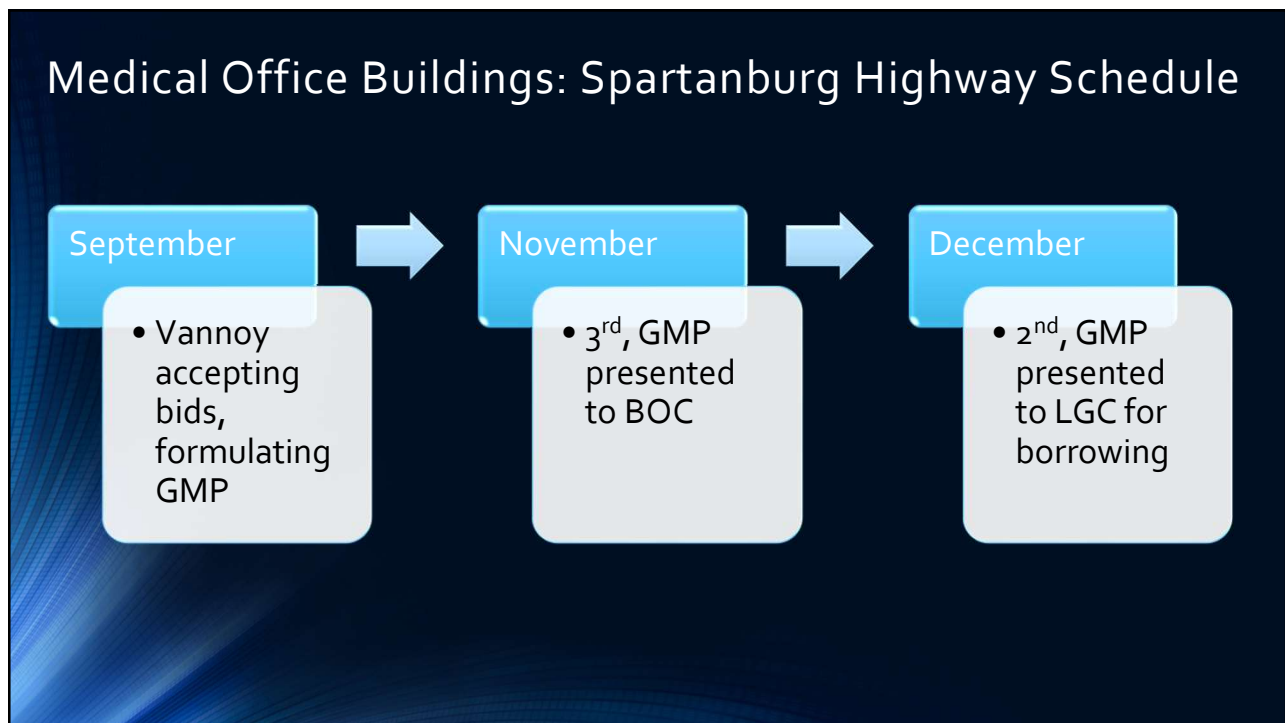 Medical Office Buildings: Spartanburg Highway Schedule
September
• Vannoy
accepting
bids,
formulating
GMP
November
• 3rd, GMP
presented
to BOC
December
• 2nd, GMP
presented
to LGC for
borrowing